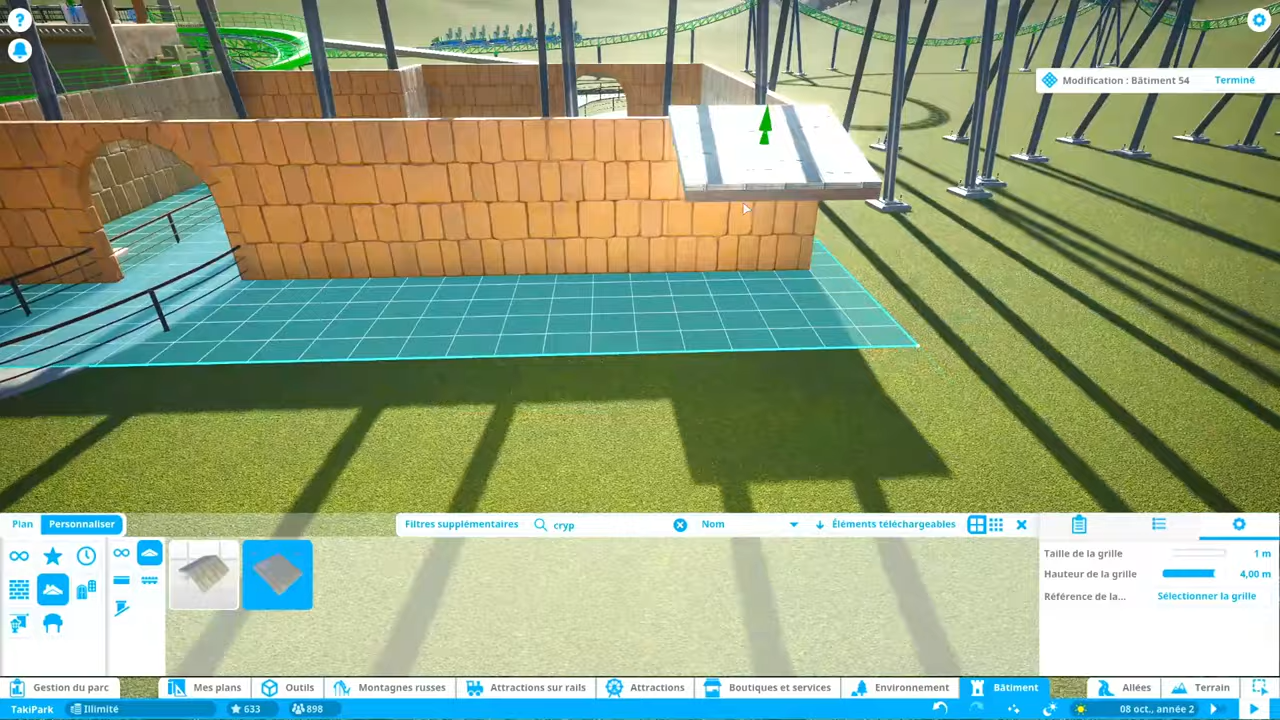 ?
Modification : Bâtiment 54 Terminé
Plan Personnaliser
Filtres supplémentaires cryp Nom Éléments téléchargeables
Taille de la grille 1 m
Hauteur de la grille 4,00 m
Référence de la... Sélectionner la grille
Gestion du parc Mes plans Outils Montagnes russes Attractions sur rails Attractions Boutiques et services Environnement Bâtiment Allées Terrain
TakiPark Illimité 633 898 08 oct., année 2